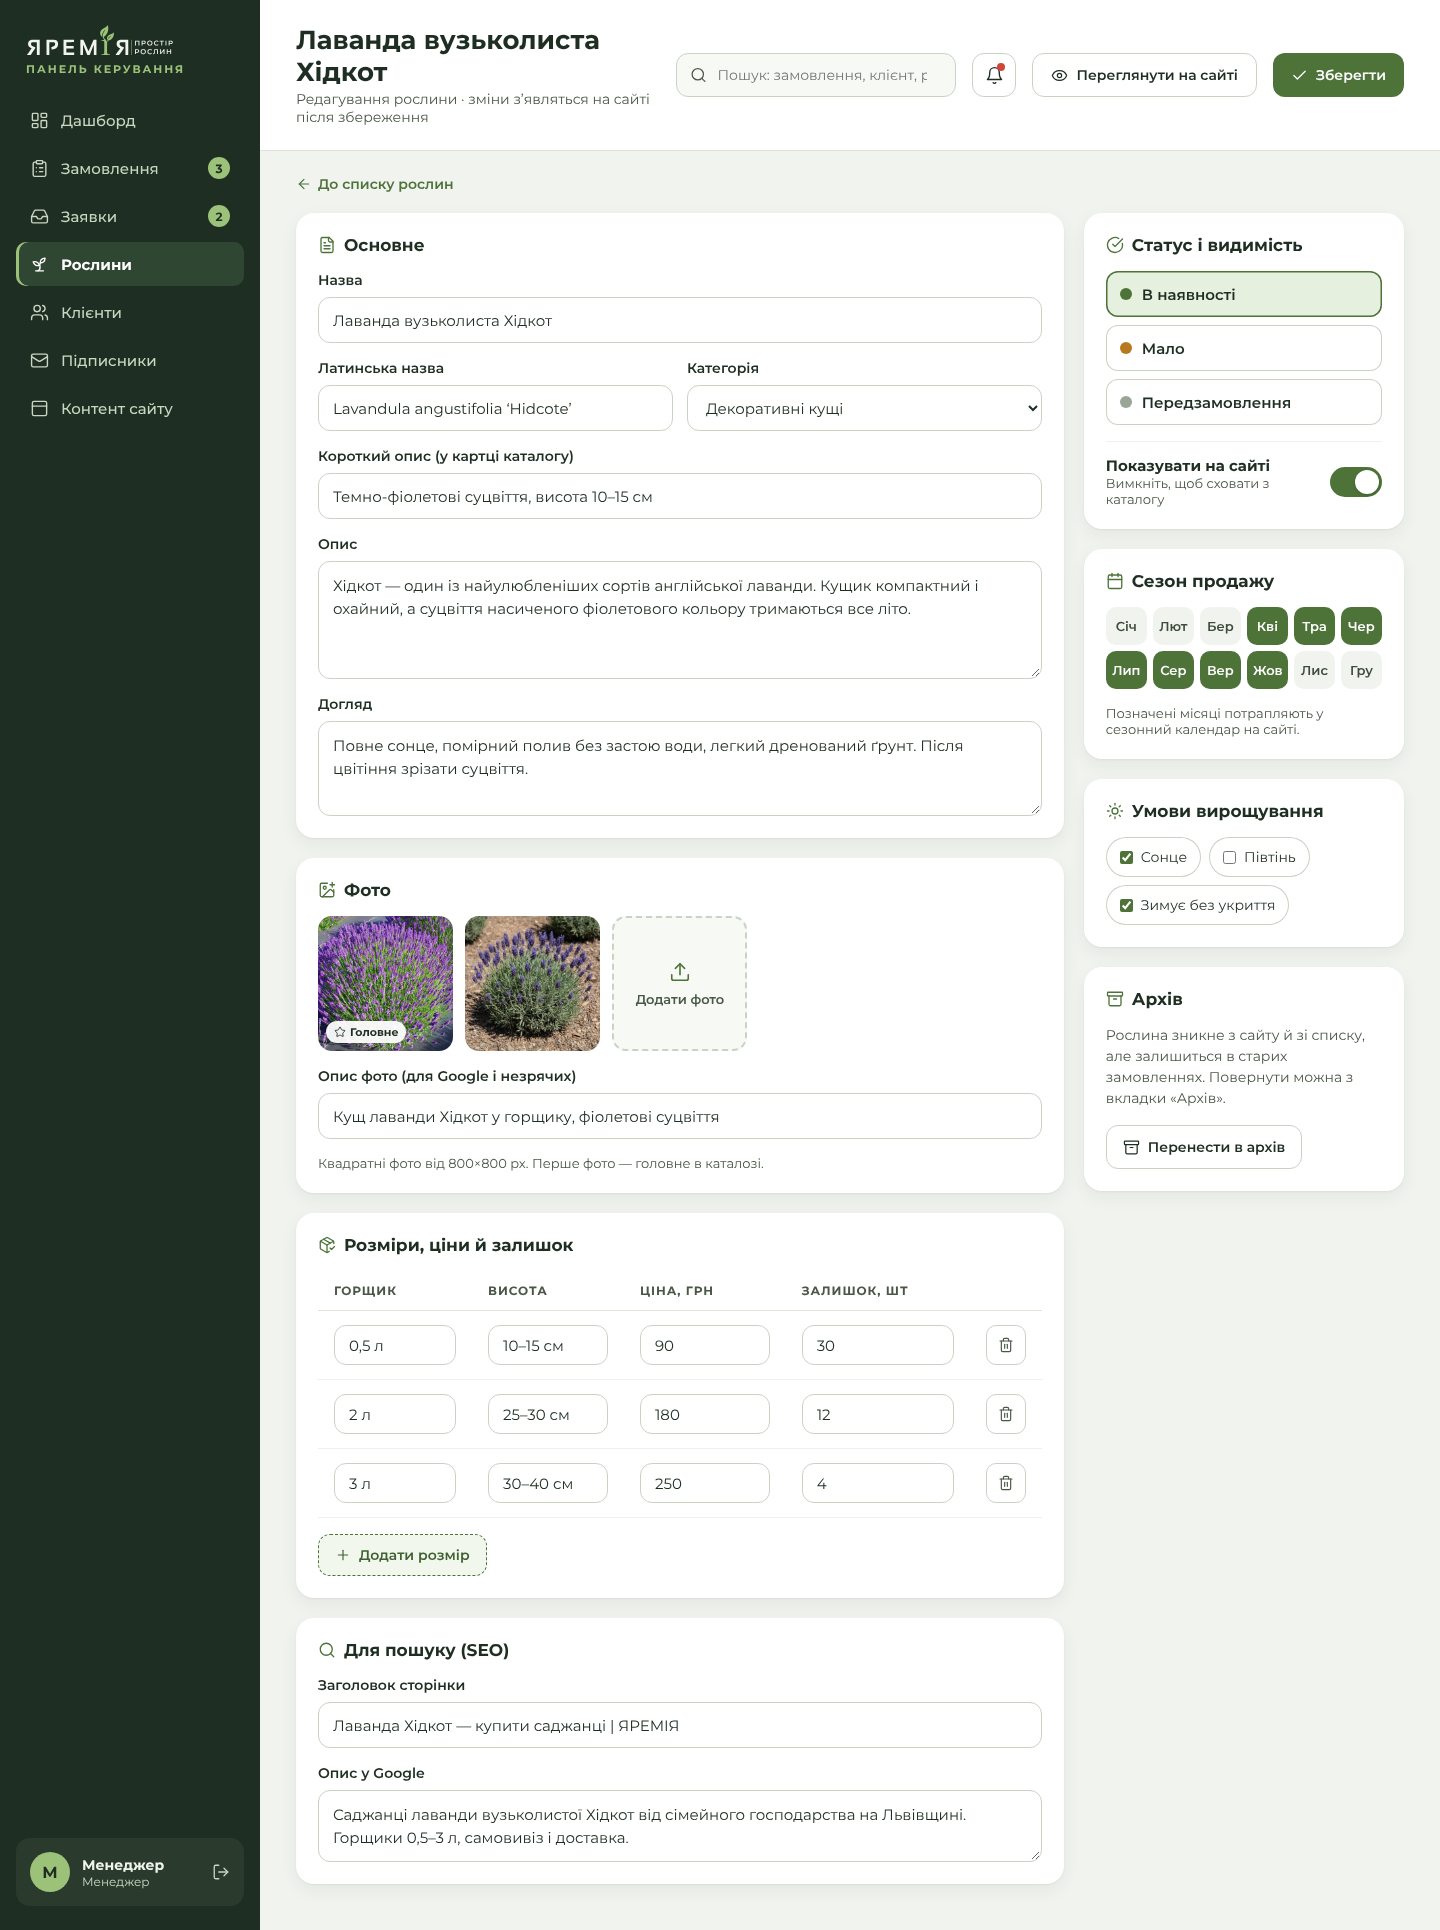 ЯРЕМІЯ ПРОСТІР РОСЛИН
ПАНЕЛЬ КЕРУВАННЯ
Дашборд
Замовлення 3
Заявки 2
Рослини
Клієнти
Підписники
Контент сайту
М
Менеджер
Менеджер
Лаванда вузьколиста
Хідкот
Редагування рослини · зміни з’являться на сайті
після збереження
Пошук: замовлення, клієнт, р
Переглянути на сайті
Зберегти
До списку рослин
Основне
Назва
Лаванда вузьколиста Хідкот
Латинська назва
Lavandula angustifolia ‘Hidcote’
Категорія
Декоративні кущі
Короткий опис (у картці каталогу)
Темно-фіолетові суцвіття, висота 10–15 см
Опис
Хідкот — один із найулюбленіших сортів англійської лаванди. Кущик компактний і
охайний, а суцвіття насиченого фіолетового кольору тримаються все літо.
Догляд
Повне сонце, помірний полив без застою води, легкий дренований ґрунт. Після
цвітіння зрізати суцвіття.
Фото
Головне
Додати фото
Опис фото (для Google і незрячих)
Кущ лаванди Хідкот у горщику, фіолетові суцвіття
Квадратні фото від 800×800 px. Перше фото — головне в каталозі.
Розміри, ціни й залишок
ГОРЩИК ВИСОТА ЦІНА, ГРН ЗАЛИШОК, ШТ
0,5 л 10–15 см 90 30
2 л 25–30 см 180 12
3 л 30–40 см 250 4
Додати розмір
Для пошуку (SEO)
Заголовок сторінки
Лаванда Хідкот — купити саджанці | ЯРЕМІЯ
Опис у Google
Саджанці лаванди вузьколистої Хідкот від сімейного господарства на Львівщині.
Горщики 0,5–3 л, самовивіз і доставка.
Статус і видимість
В наявності
Мало
Передзамовлення
Показувати на сайті
Вимкніть, щоб сховати з
каталогу
Сезон продажу
Січ Лют Бер Кві Тра Чер
Лип Сер Вер Жов Лис Гру
Позначені місяці потрапляють у
сезонний календар на сайті.
Умови вирощування
Сонце
Півтінь
Зимує без укриття
Архів
Рослина зникне з сайту й зі списку,
але залишиться в старих
замовленнях. Повернути можна з
вкладки «Архів».
Перенести в архів